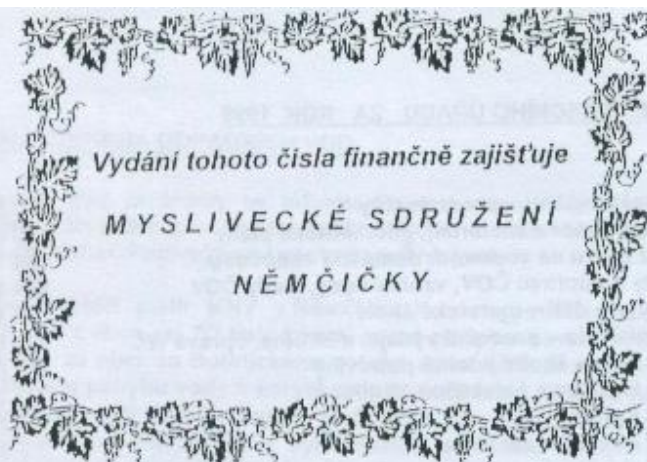 Vydání tohoto čísla finančně zajišťuje
MYSLIVECKÉ SDRUŽENÍ
NĚMČIČKY